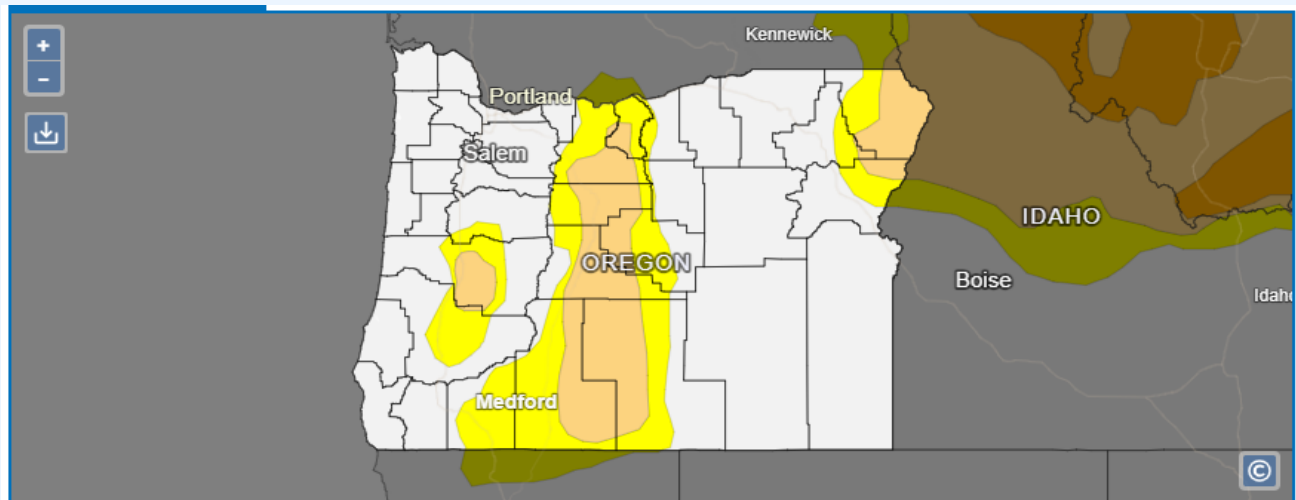 +
Kennewick
−
Portland
Salem
IDAHO
OREGON
Boise
Medford
©